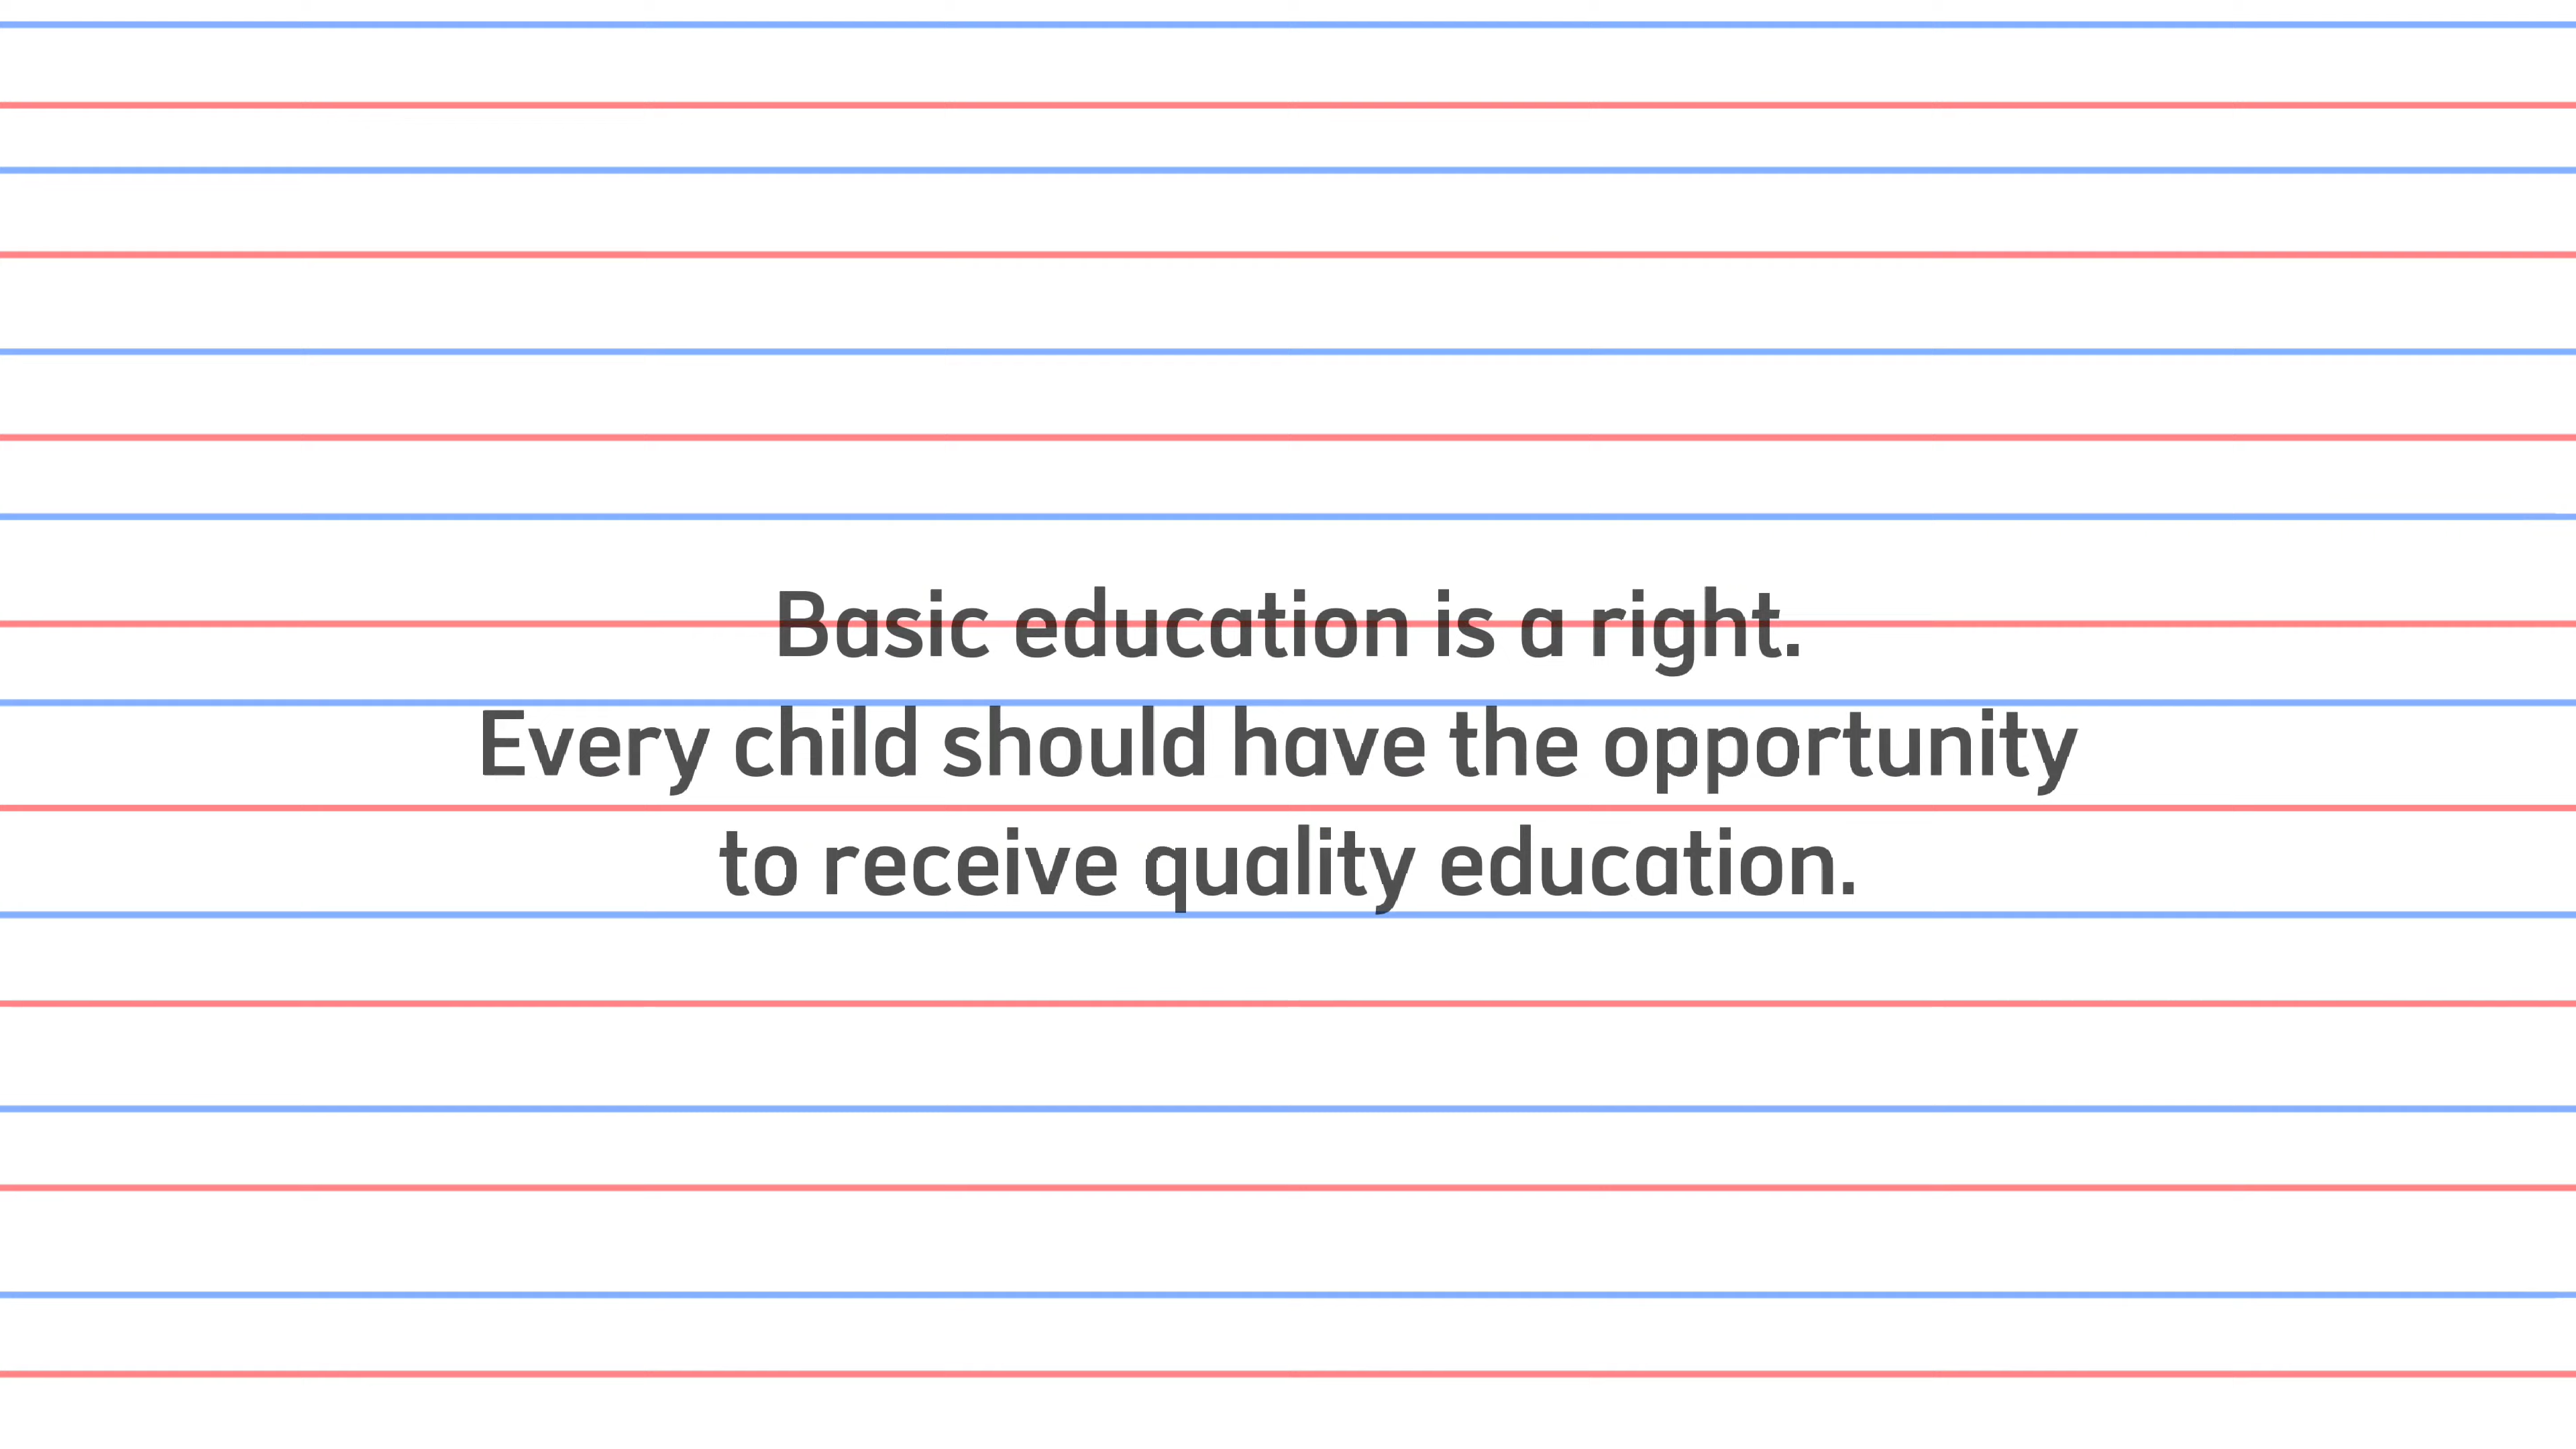 Basic education is a right.
Every child should have the opportunity
to receive quality education.